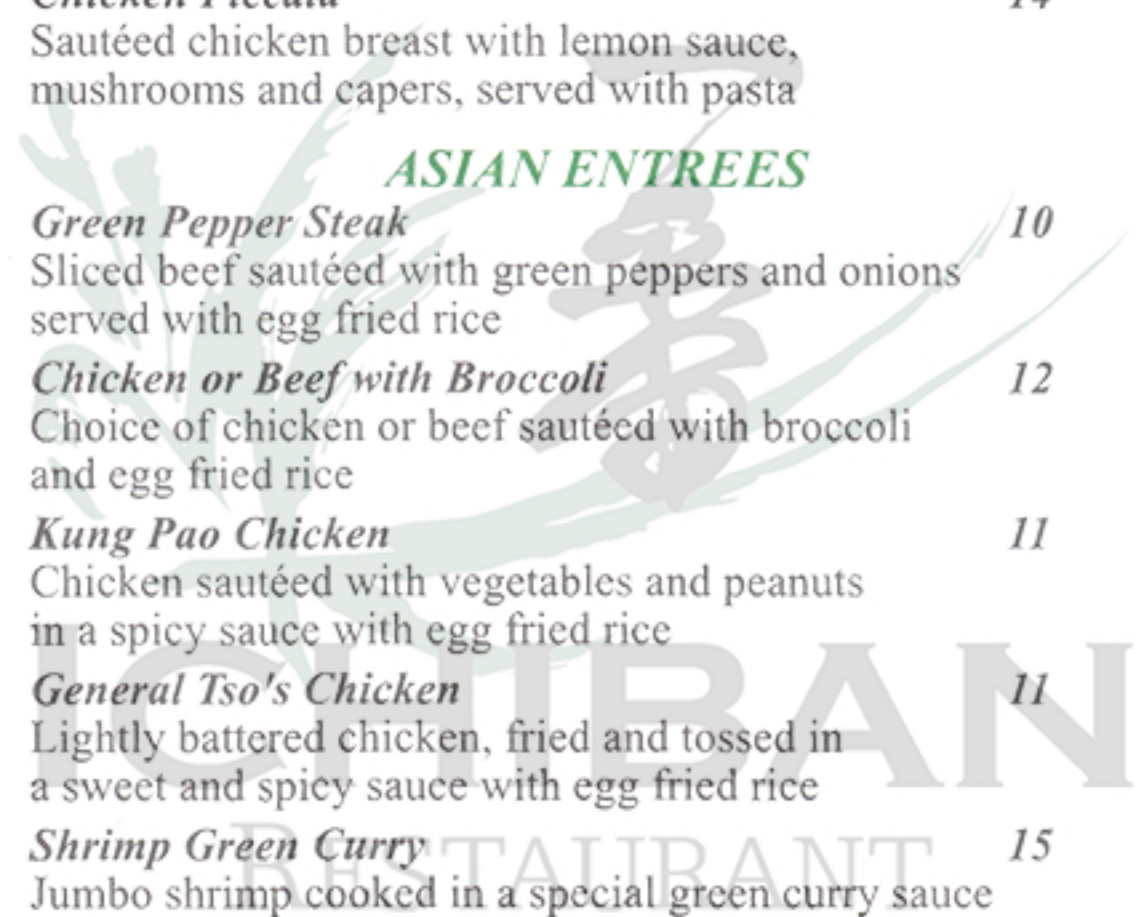 Chicken Piccata 14
Sautéed chicken breast with lemon sauce,
mushrooms and capers, served with pasta
ASIAN ENTREES
Green Pepper Steak 10
Sliced beef sautéed with green peppers and onions
served with egg fried rice
Chicken or Beef with Broccoli 12
Choice of chicken or beef sautéed with broccoli
and egg fried rice
Kung Pao Chicken 11
Chicken sautéed with vegetables and peanuts
in a spicy sauce with egg fried rice
General Tso's Chicken 11
Lightly battered chicken, fried and tossed in
a sweet and spicy sauce with egg fried rice
Shrimp Green Curry 15
Jumbo shrimp cooked in a special green curry sauce
一番
ICHIBAN
RESTAURANT